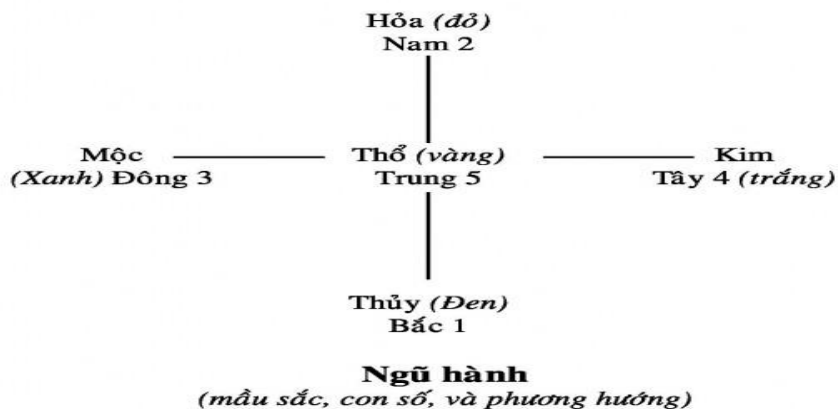 Hỏa (đỏ)
Nam 2
Mộc
(Xanh) Đông 3
Thổ (vàng)
Trung 5
Kim
Tây 4 (trắng)
Thủy (Đen)
Bắc 1
Ngũ hành
(mầu sắc, con số, và phương hướng)